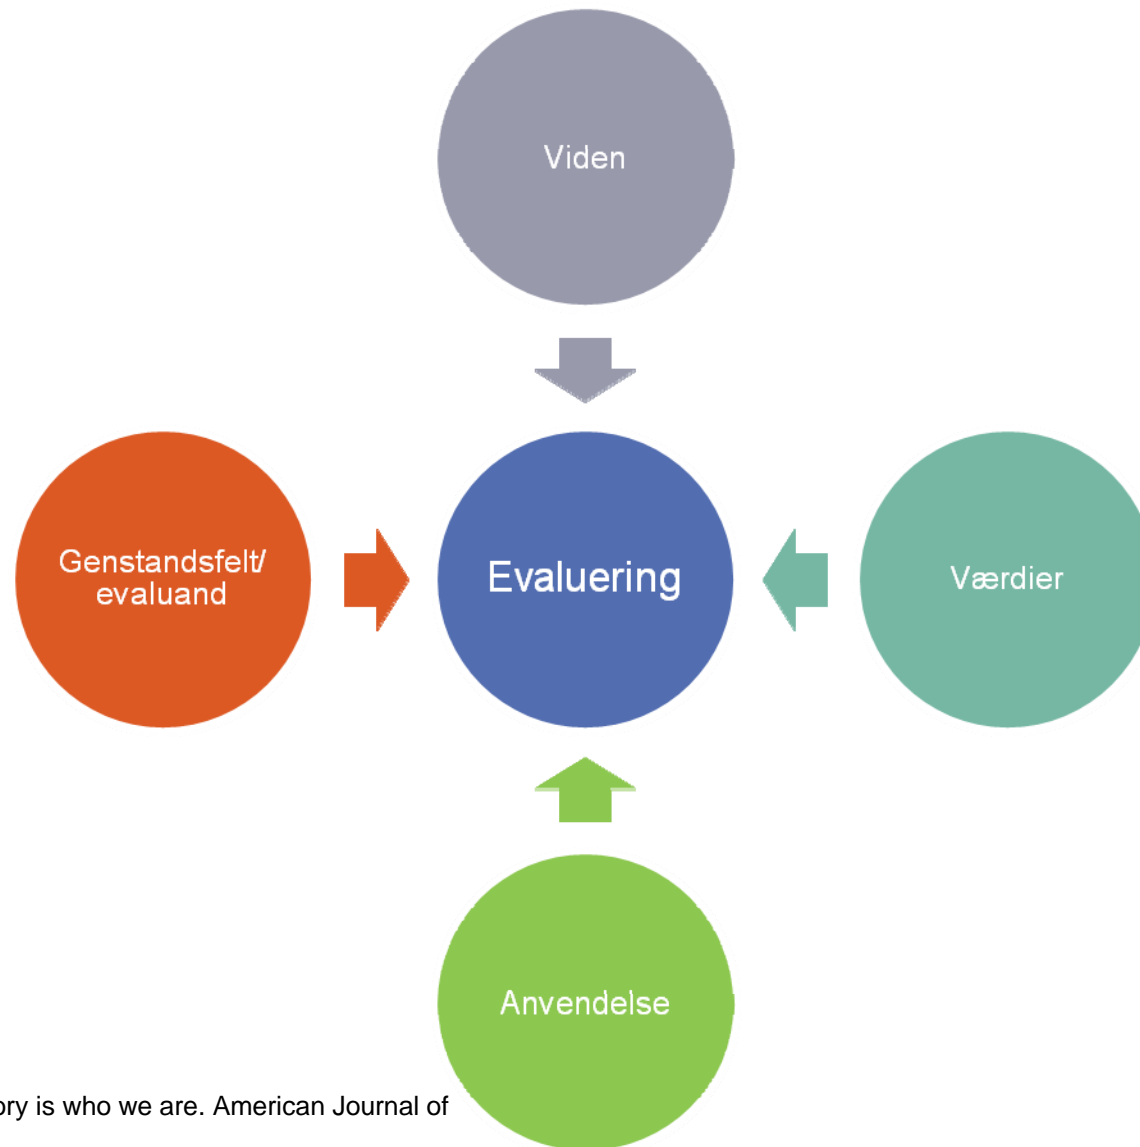 Viden
Genstandsfelt/
evaluand
Evaluering
Værdier
Anvendelse
ory is who we are. American Journal of